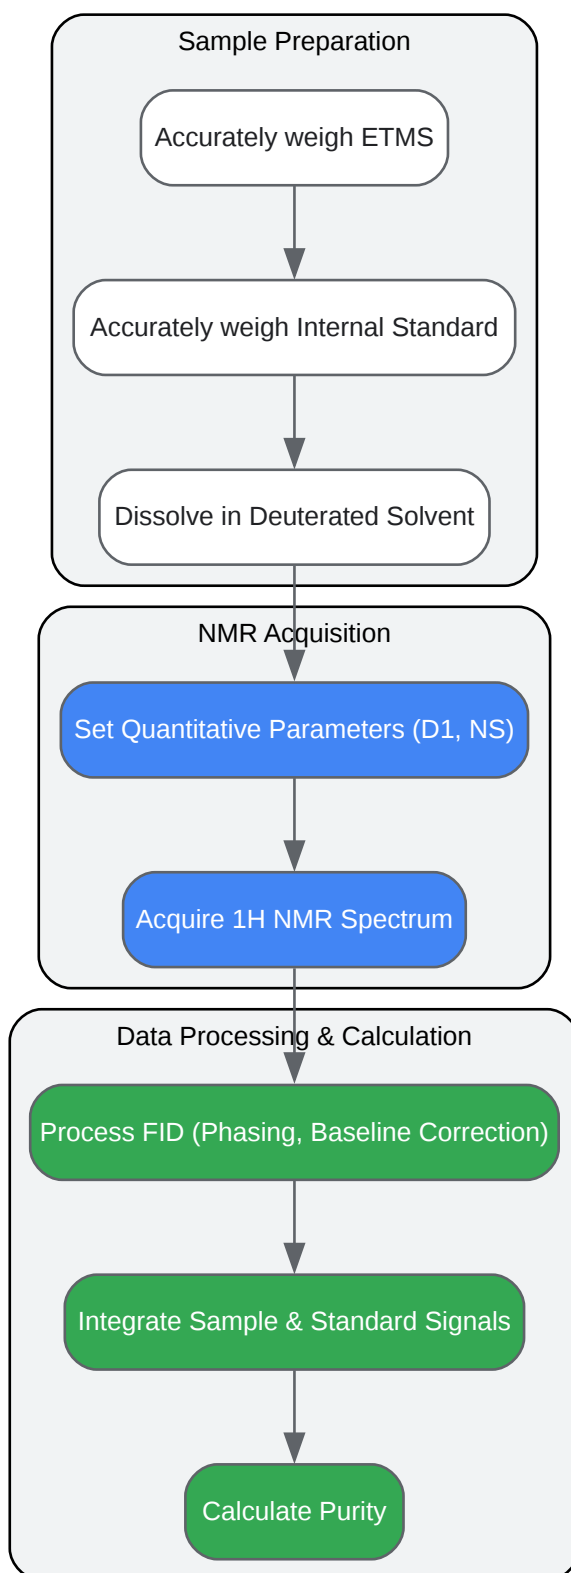 Sample Preparation
Accurately weigh ETMS
Accurately weigh Internal Standard
Dissolve in Deuterated Solvent
NMR Acquisition
Set Quantitative Parameters (D1, NS)
Acquire 1H NMR Spectrum
Data Processing & Calculation
Process FID (Phasing, Baseline Correction)
Integrate Sample & Standard Signals
Calculate Purity